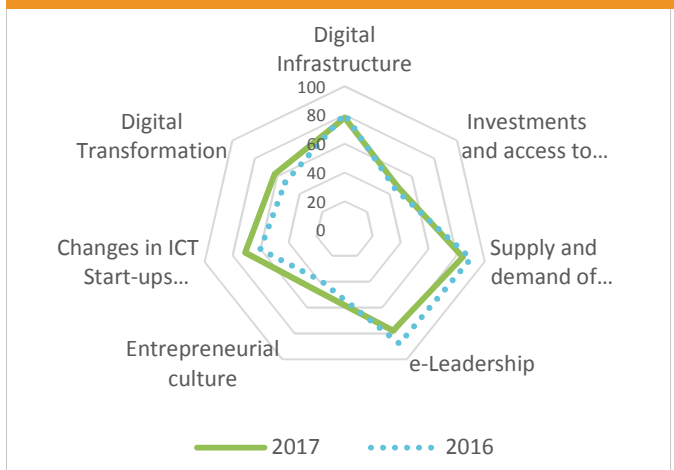 Digital
Infrastructure
100
80
60
40
20
0
Investments
and access to...
Supply and
demand of...
e-Leadership
Entrepreneurial
culture
Changes in ICT
Start-ups...
Digital
Transformation
2017
2016